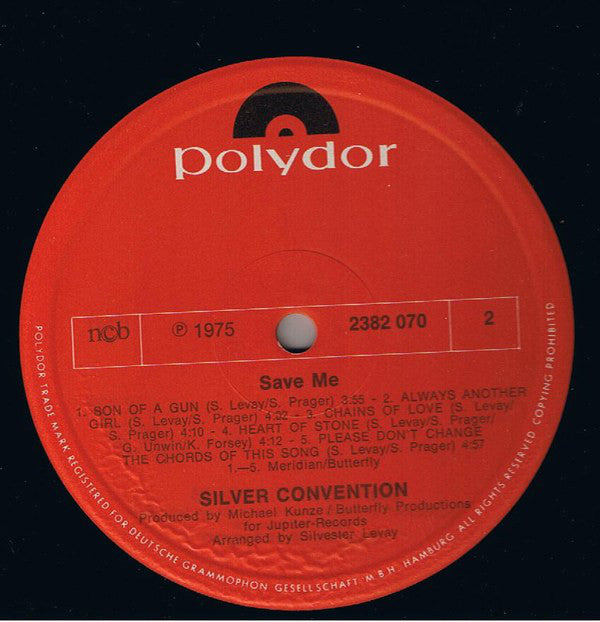 polydor
ncb
℗ 1975
2382 070
2
Save Me
1. SON OF A GUN (S. Levay/S. Prager) 3:55 - 2. ALWAYS ANOTHER
GIRL (S. Levay/S. Prager) 4:02 - 3. CHAINS OF LOVE (S. Levay/
S. Prager) 4:10 - 4. HEART OF STONE (S. Levay/S. Prager/
G. Unwin/K. Forsey) 4:12 - 5. PLEASE DON'T CHANGE
THE CHORDS OF THIS SONG (S. Levay/S. Prager) 4:57
1.—5. Meridian/Butterfly
SILVER CONVENTION
Produced by Michael Kunze/Butterfly Productions
for Jupiter-Records
Arranged by Silvester Levay
POLYDOR TRADE MARK REGISTERED FOR DEUTSCHE GRAMMOPHON GESELLSCHAFT M B H. HAMBURG ALL RIGHTS RESERVED COPYING PROHIBITED